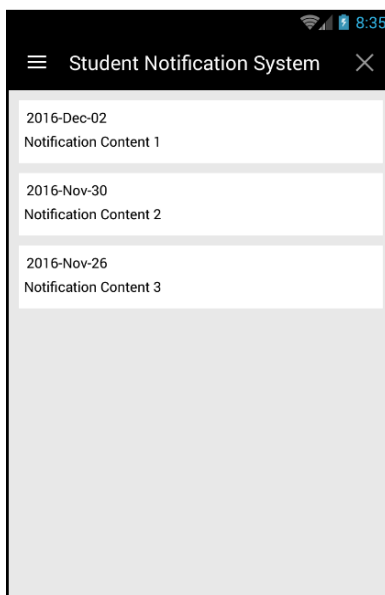 8:35
Student Notification System
2016-Dec-02
Notification Content 1
2016-Nov-30
Notification Content 2
2016-Nov-26
Notification Content 3